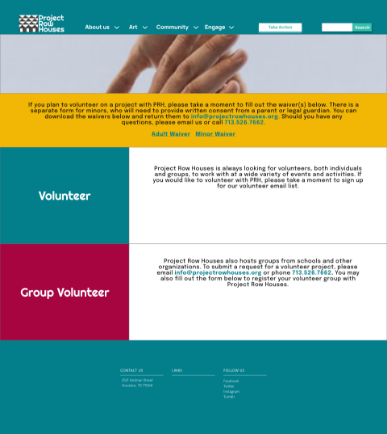 Project
Row
Houses
About us
Art
Community
Engage
Take Action
Search
If you plan to volunteer on a project with PRH, please take a moment to fill out the waiver(s) below. There is a
separate form for minors, who will need to provide written consent from a parent or legal guardian. You can
download the waivers below and return them to info@projectrowhouses.org. Should you have any
questions, please email us or call 713.526.7662.
Adult Waiver Minor Waiver
Volunteer
Project Row Houses is always looking for volunteers, both individuals
and groups, to work with at a wide variety of events and activities. If
you would like to volunteer with PRH, please take a moment to sign up
for our volunteer email list.
Group Volunteer
Project Row Houses also hosts groups from schools and other
organizations. To submit a request for a volunteer project, please
email info@projectrowhouses.org or phone 713.526.7662. You may
also fill out the form below to register your volunteer group with
Project Row Houses.
CONTACT US
Houston, TX 77004
LINKS
FOLLOW US
Facebook
Twitter
Instagram
Tumblr